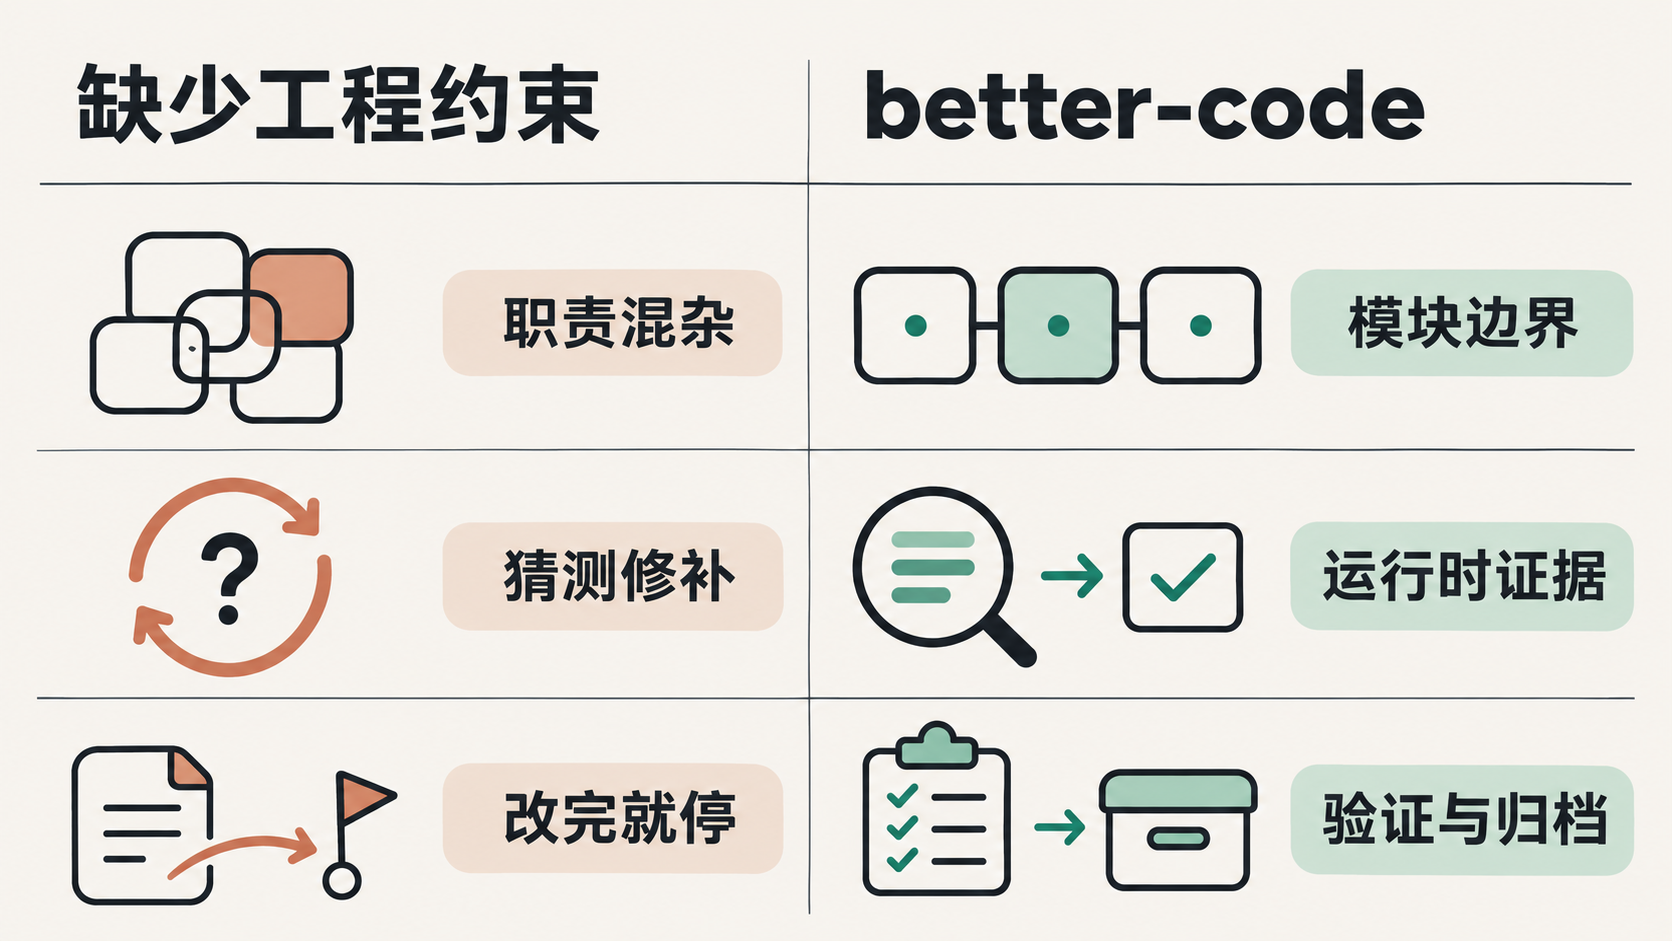 缺少工程约束
better-code
职责混杂
模块边界
?
猜测修补
运行时证据
改完就停
验证与归档